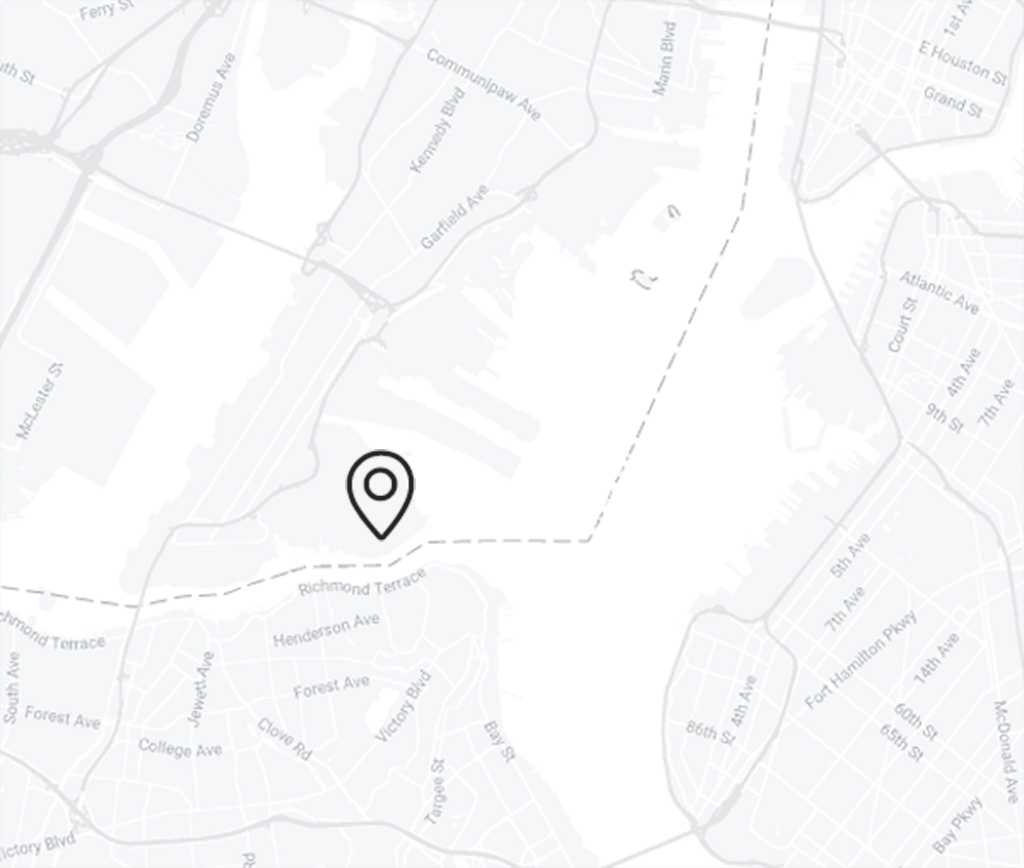 Ferry St
1st Ave
Marin Blvd
E Houston St
Communipaw Ave
uth St
Doremus Ave
Grand St
Kennedy Blvd
Garfield Ave
Atlantic Ave
Court St
McLester St
4th Ave
7th Ave
9th St
5th Ave
Richmond Terrace
7th Ave
chmond Terrace
Henderson Ave
Fort Hamilton Pkwy
14th Ave
South Ave
Jewett Ave
Forest Ave
Victory Blvd
4th Ave
Forest Ave
60th St
86th St
McDonald Ave
Clove Rd
Bay St
65th St
College Ave
Targee St
Bay Pkwy
ictory Blvd
Rd